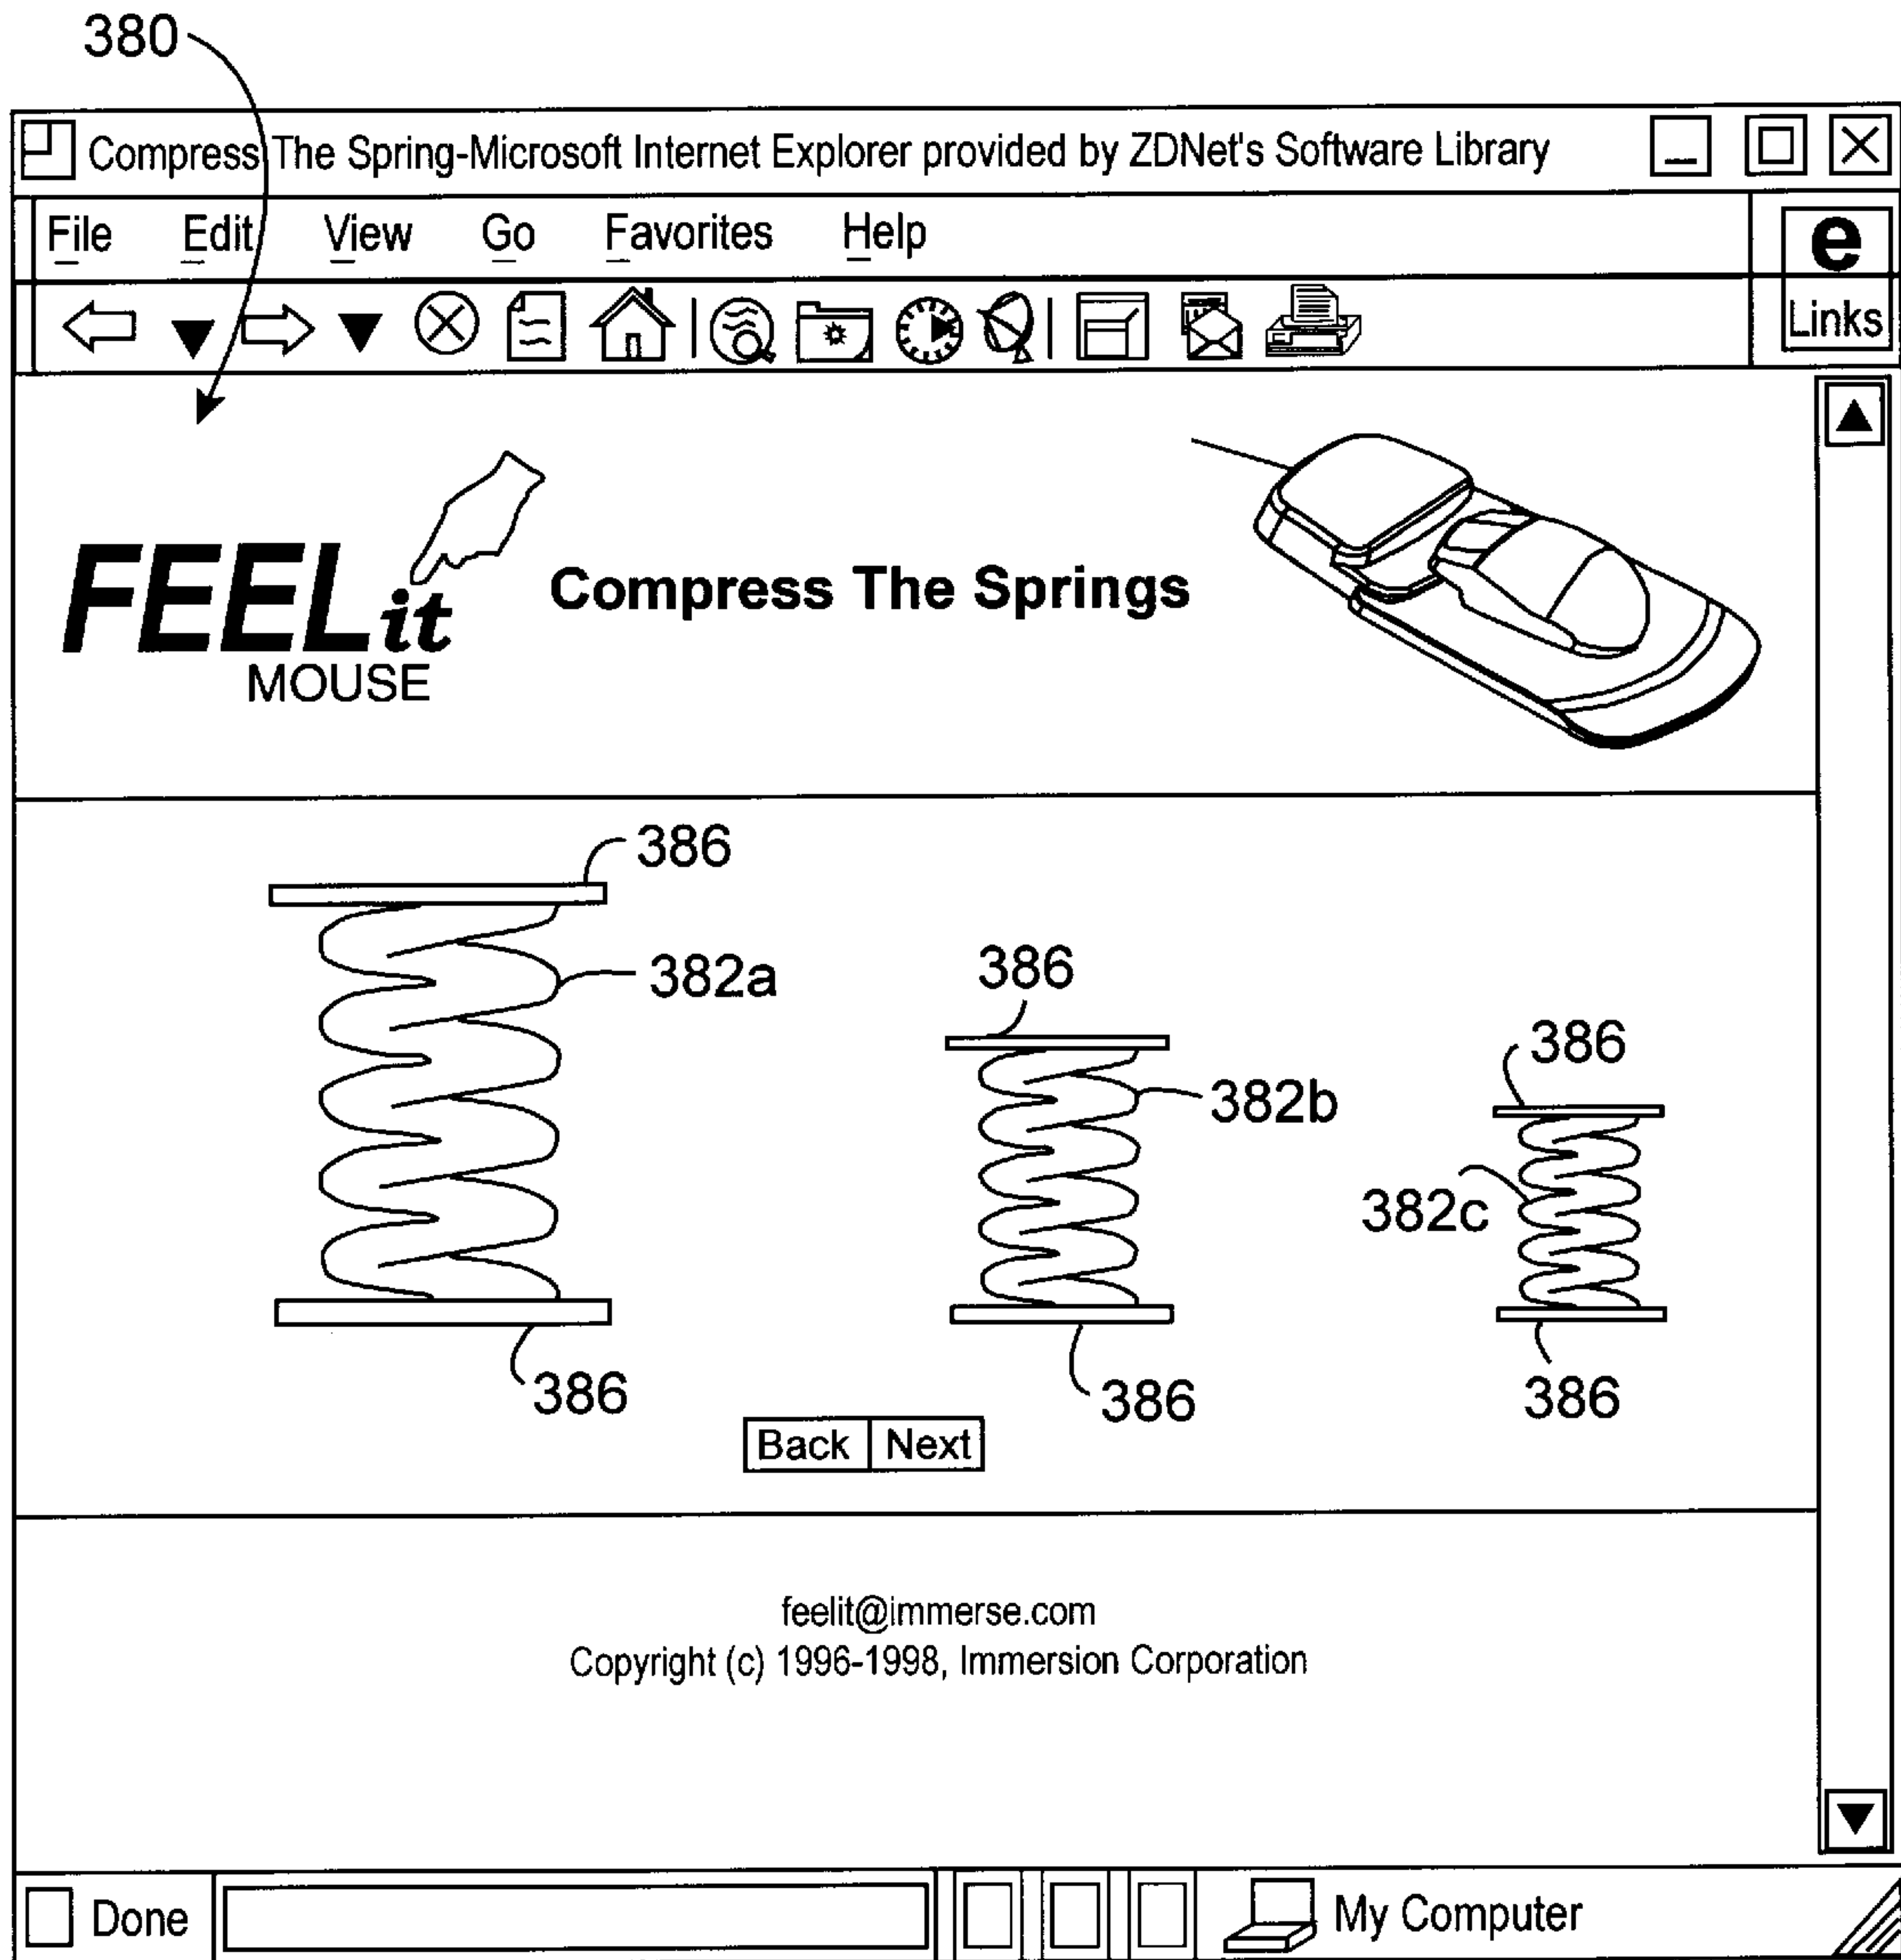 380
Compress The Spring-Microsoft Internet Explorer provided by ZDNet's Software Library
File Edit View Go Favorites Help
e
Links
FEELit
MOUSE
Compress The Springs
386
382a
386
382b
386
382c
386
386
386
Back Next
feelit@immerse.com
Copyright (c) 1996-1998, Immersion Corporation
Done
My Computer